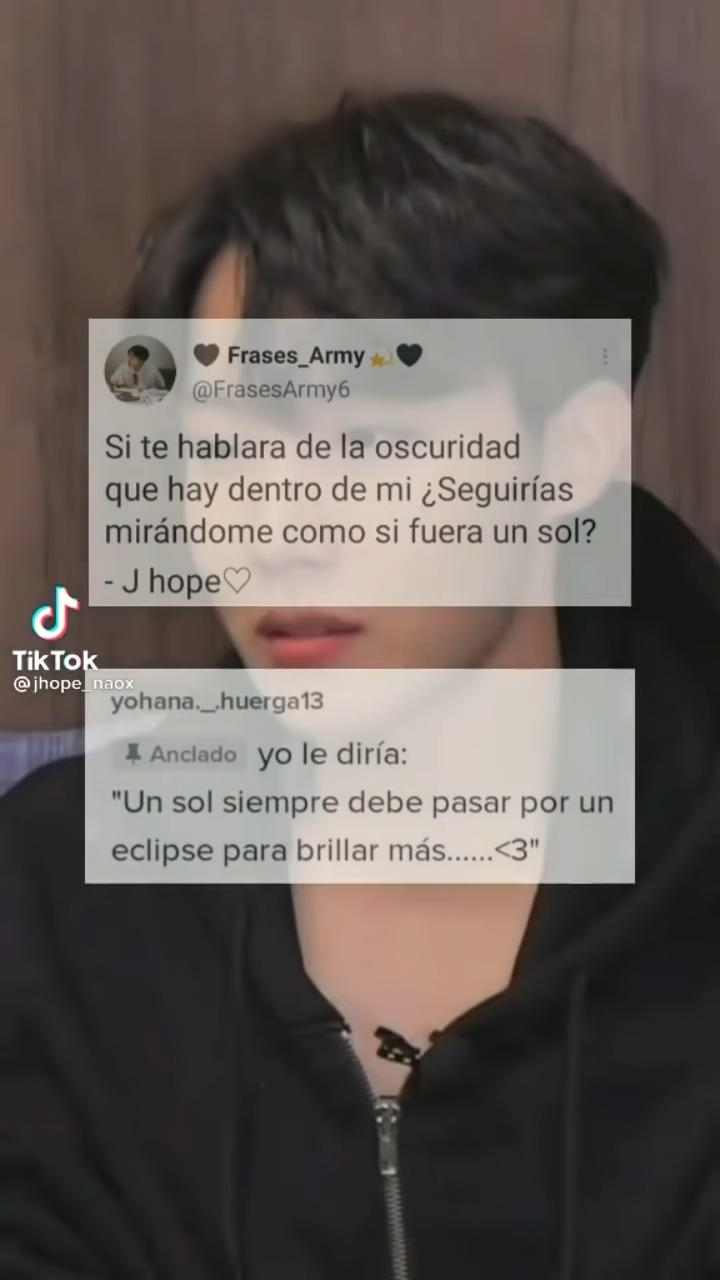 🖤 Frases_Army💫🖤
@FrasesArmy6
Si te hablara de la oscuridad
que hay dentro de mi ¿Seguirías
mirándome como si fuera un sol?
- J hope♡
TikTok
@jhope_naox
yohana._.huerga13
📌 Anclado yo le diría:
"Un sol siempre debe pasar por un
eclipse para brillar más......<3"